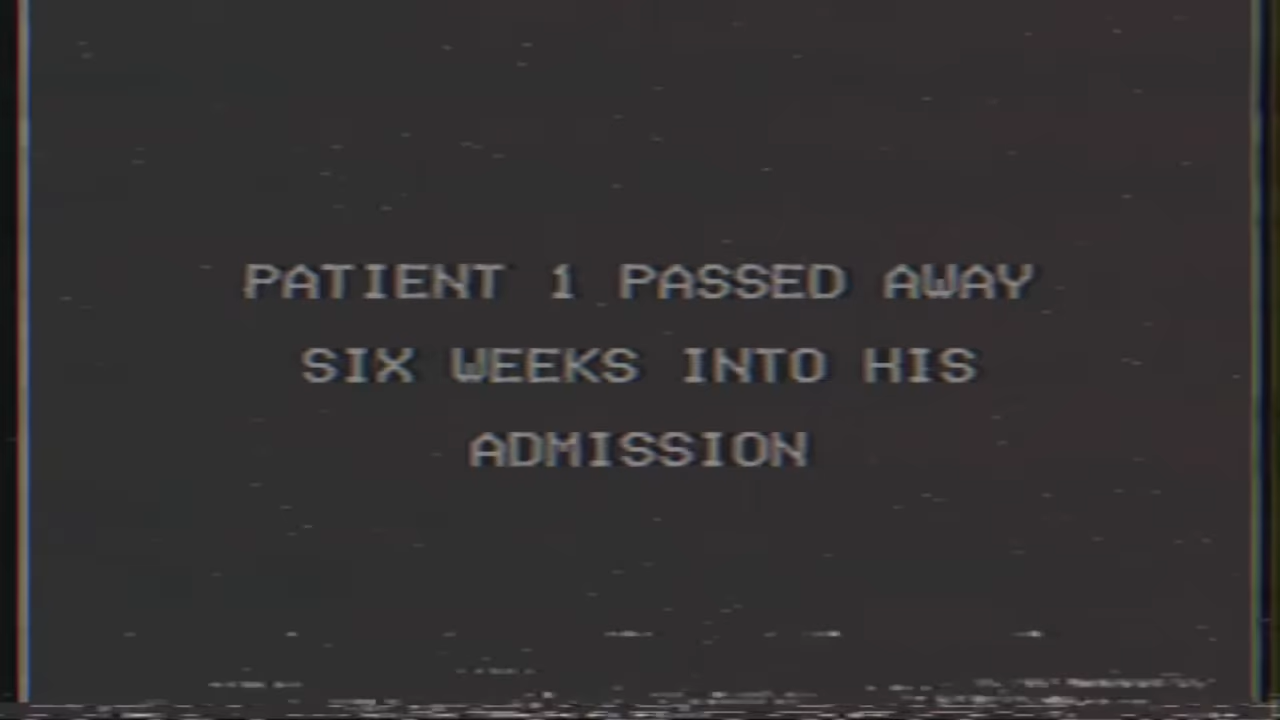 PATIENT 1 PASSED AWAY
SIX WEEKS INTO HIS
ADMISSION